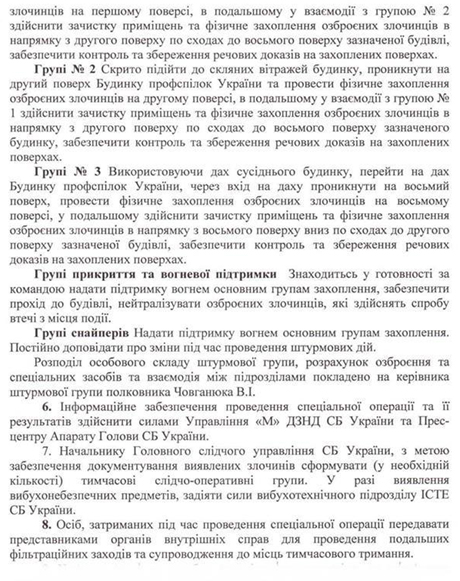 злочинців на першому поверсі, в подальшому у взаємодії з групою № 2
здійснити зачистку приміщень та фізичне захоплення озброєних злочинців в
напрямку з другого поверху по сходах до восьмого поверху зазначеної будівлі,
забезпечити контроль та збереження речових доказів на захоплених поверхах.
Групі № 2 Скрито підійти до скляних вітражей будинку, проникнути на
другий поверх Будинку профспілок України та провести фізичне захоплення
озброєних злочинців на другому поверсі, в подальшому у взаємодії з групою №
1 здійснити зачистку приміщень та фізичне захоплення озброєних злочинців в
напрямку з другого поверху по сходах до восьмого поверху зазначеного
будинку, забезпечити контроль та збереження речових доказів на захоплених
поверхах.
Групі № 3 Використовуючи дах сусіднього будинку, перейти на дах
Будинку профспілок України, через вхід на даху проникнути на восьмий
поверх, провести фізичне захоплення озброєних злочинців на восьмому
поверсі, у подальшому здійснити зачистку приміщень та фізичне захоплення
озброєних злочинців в напрямку з восьмого поверху вниз по сходах до другого
поверху зазначеної будівлі, забезпечити контроль та збереження речових
доказів на захоплених поверхах.
Групі прикриття та вогневої підтримки Знаходитьсь у готовності за
командою надати підтримку вогнем основним групам захоплення, забезпечити
прохід до будівлі, нейтралізувати озброєних злочинців, які здійснять спробу
втечі з місця події.
Групі снайперів Надати підтримку вогнем основним групам захоплення.
Постійно доповідати про зміни під час проведення штурмових дій.
Розподіл особового складу штурмової групи, розрахунок озброєння та
спеціальних засобів та взаємодія між підрозділами покладено на керівника
штурмової групи полковника Човганюка В.І.
6. Інформаційне забезпечення проведення спеціальної операції та її
результатів здійснити силами Управління «М» ДЗНД СБ України та Прес-
центру Апарату Голови СБ України.
7. Начальнику Головного слідчого управління СБ України, з метою
забезпечення документування виявлених злочинів сформувати (у необхідній
кількості) тимчасові слідчо-оперативні групи. У разі виявлення
вибухонебезпечних предметів, задіяти сили вибухотехнічного підрозділу ІСТЕ
СБ України.
8. Осіб, затриманих під час проведення спеціальної операції передавати
представниками органів внутрішніх справ для проведення подальших
фільтраційних заходів та супроводження до місць тимчасового тримання.